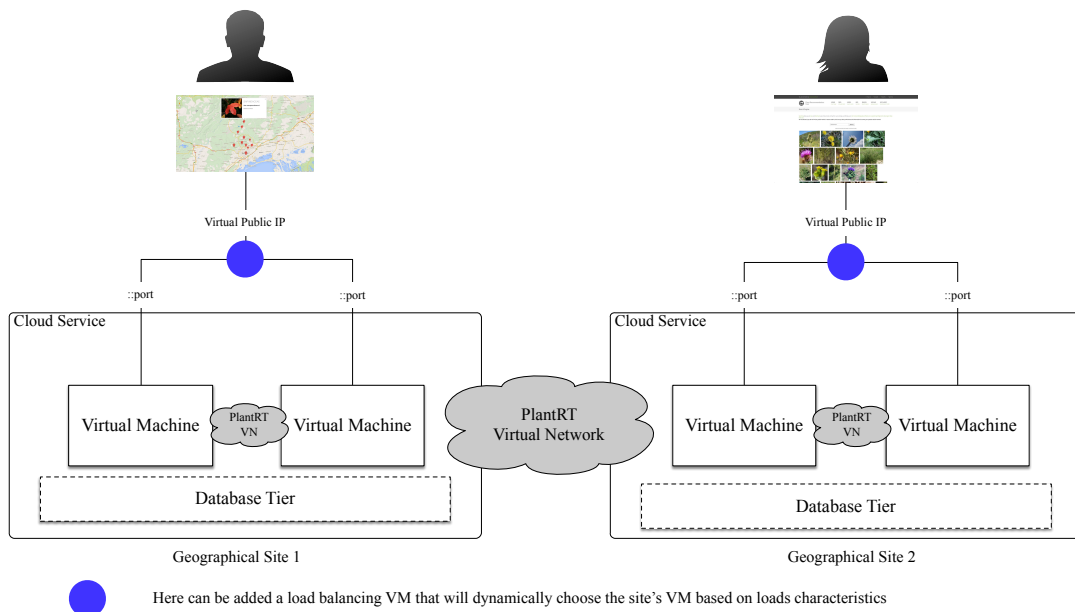 Virtual Public IP
Virtual Public IP
::port
::port
::port
::port
Cloud Service
Cloud Service
PlantRT
Virtual Network
Virtual Machine
PlantRT
VN
Virtual Machine
Virtual Machine
PlantRT
VN
Virtual Machine
Database Tier
Database Tier
Geographical Site 1
Geographical Site 2
Here can be added a load balancing VM that will dynamically choose the site's VM based on loads characteristics